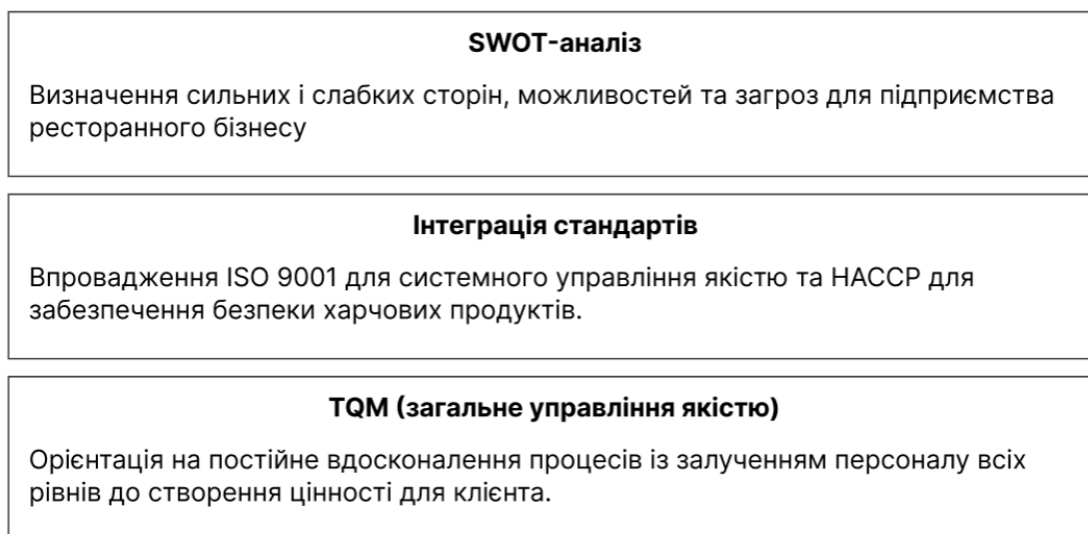 SWOT-аналіз
Визначення сильних і слабких сторін, можливостей та загроз для підприємства
ресторанного бізнесу
Інтеграція стандартів
Впровадження ISO 9001 для системного управління якістю та HACCP для
забезпечення безпеки харчових продуктів.
TQM (загальне управління якістю)
Орієнтація на постійне вдосконалення процесів із залученням персоналу всіх
рівнів до створення цінності для клієнта.